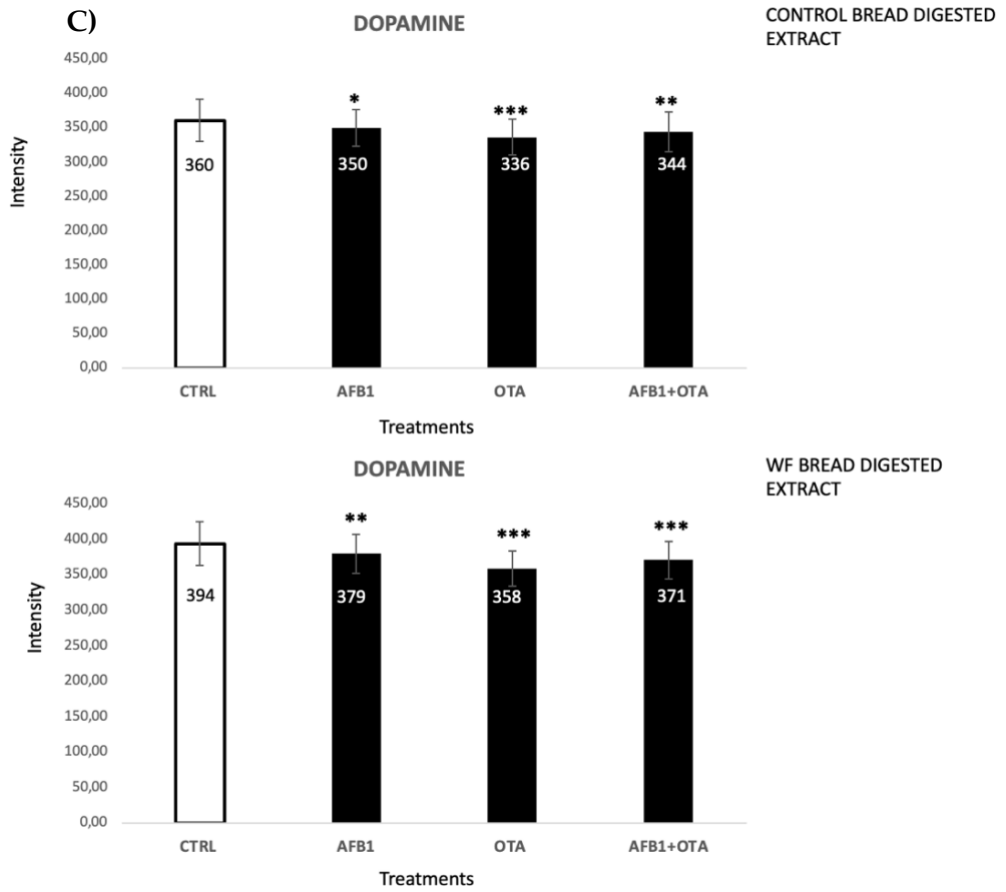 C)
DOPAMINE
CONTROL BREAD DIGESTED
EXTRACT
Intensity
450,00
400,00
350,00
300,00
250,00
200,00
150,00
100,00
50,00
0,00
* *** **
360 350 336 344
CTRL AFB1 OTA AFB1+OTA
Treatments
DOPAMINE
WF BREAD DIGESTED
EXTRACT
Intensity
450,00
400,00
350,00
300,00
250,00
200,00
150,00
100,00
50,00
0,00
** *** ***
394 379 358 371
CTRL AFB1 OTA AFB1+OTA
Treatments